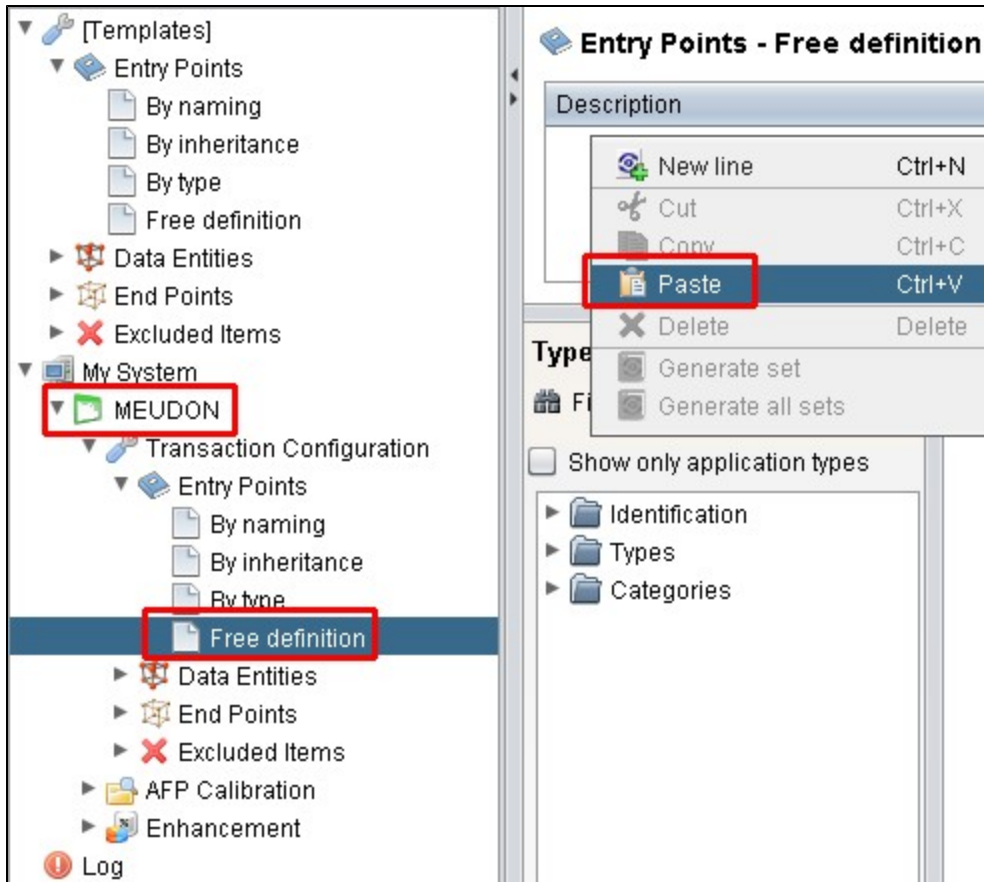 [Templates]
Entry Points
By naming
By inheritance
By type
Free definition
Data Entities
End Points
Excluded Items
My System
MEUDON
Transaction Configuration
Entry Points
By naming
By inheritance
By type
Free definition
Data Entities
End Points
Excluded Items
AFP Calibration
Enhancement
Log
Entry Points - Free definition
Description
New line Ctrl+N
Cut Ctrl+X
Copy Ctrl+C
Paste Ctrl+V
Delete Delete
Generate set
Generate all sets
Type
Fi
Show only application types
Identification
Types
Categories